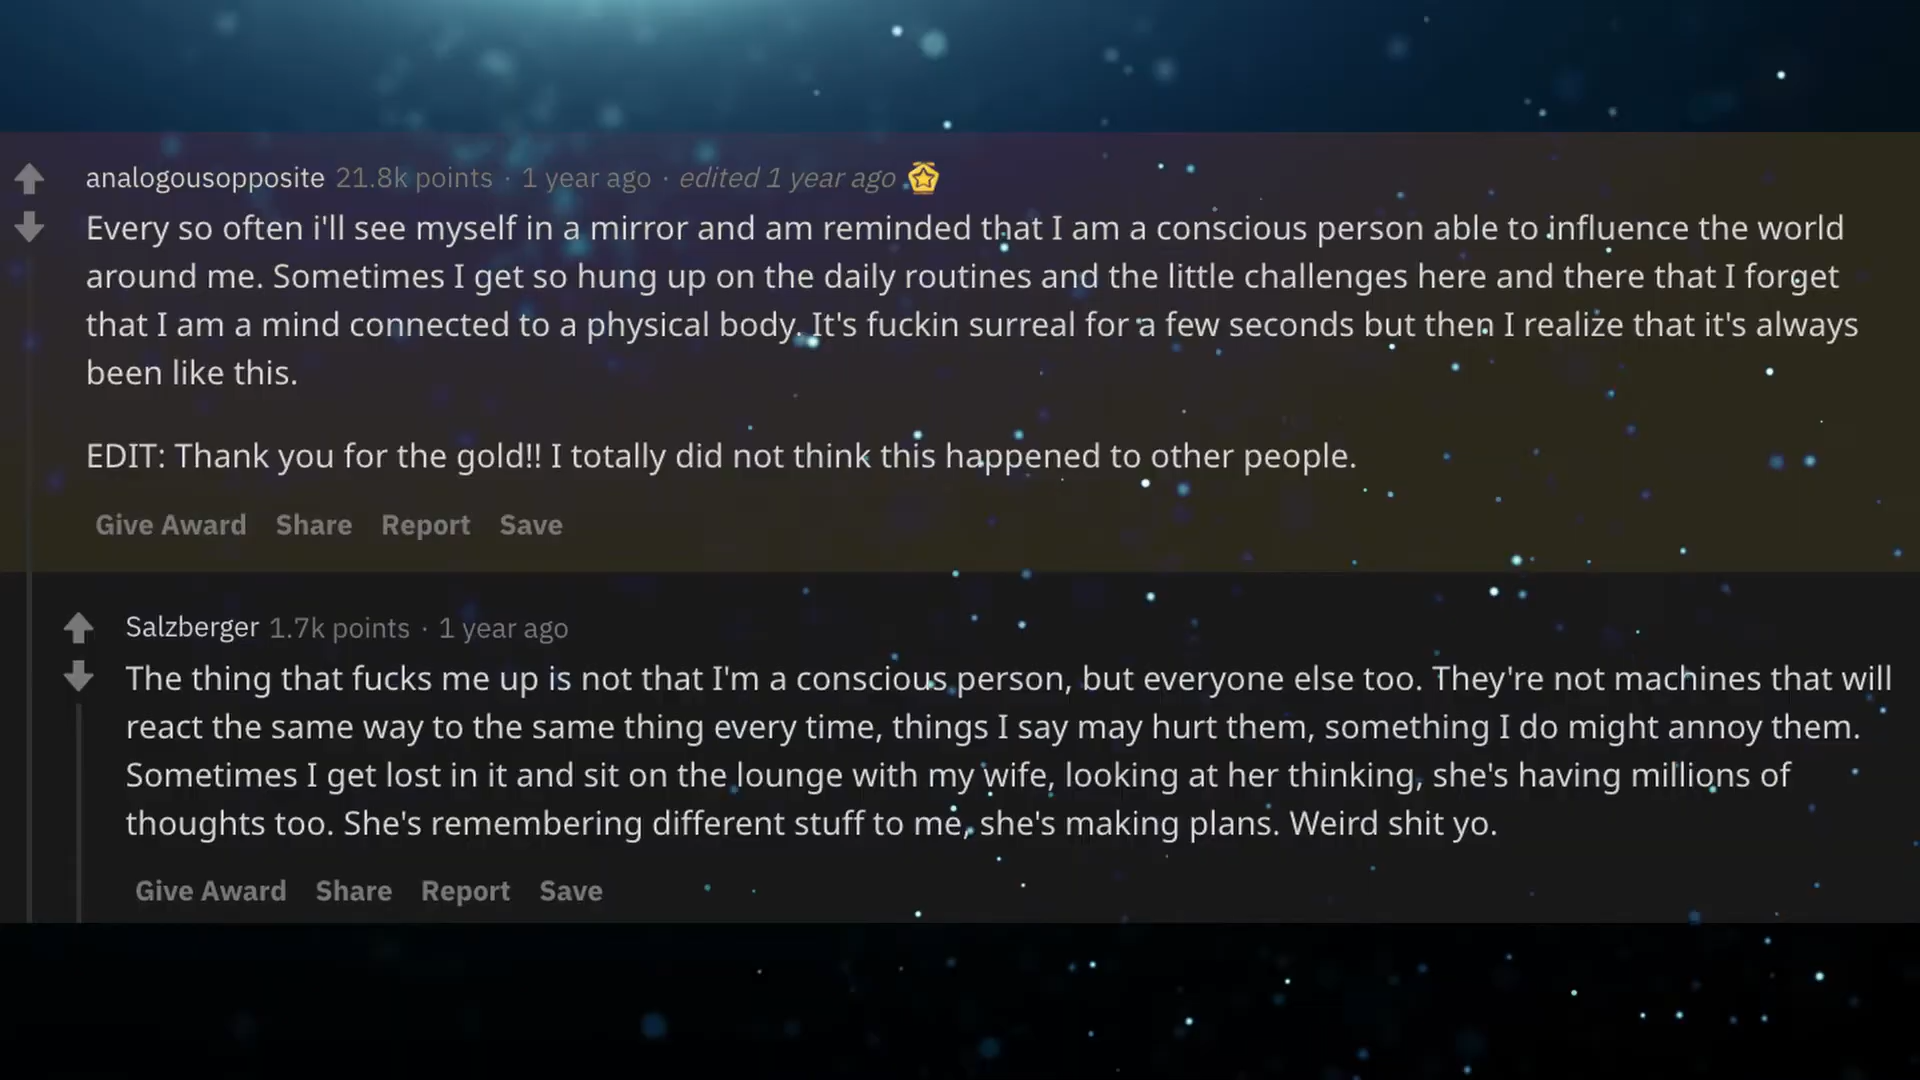 analogousopposite 21.8k points · 1 year ago · edited 1 year ago
Every so often i'll see myself in a mirror and am reminded that I am a conscious person able to influence the world
around me. Sometimes I get so hung up on the daily routines and the little challenges here and there that I forget
that I am a mind connected to a physical body. It's fuckin surreal for a few seconds but then I realize that it's always
been like this.
EDIT: Thank you for the gold!! I totally did not think this happened to other people.
Give Award Share Report Save
Salzberger 1.7k points · 1 year ago
The thing that fucks me up is not that I'm a conscious person, but everyone else too. They're not machines that will
react the same way to the same thing every time, things I say may hurt them, something I do might annoy them.
Sometimes I get lost in it and sit on the lounge with my wife, looking at her thinking, she's having millions of
thoughts too. She's remembering different stuff to me, she's making plans. Weird shit yo.
Give Award Share Report Save